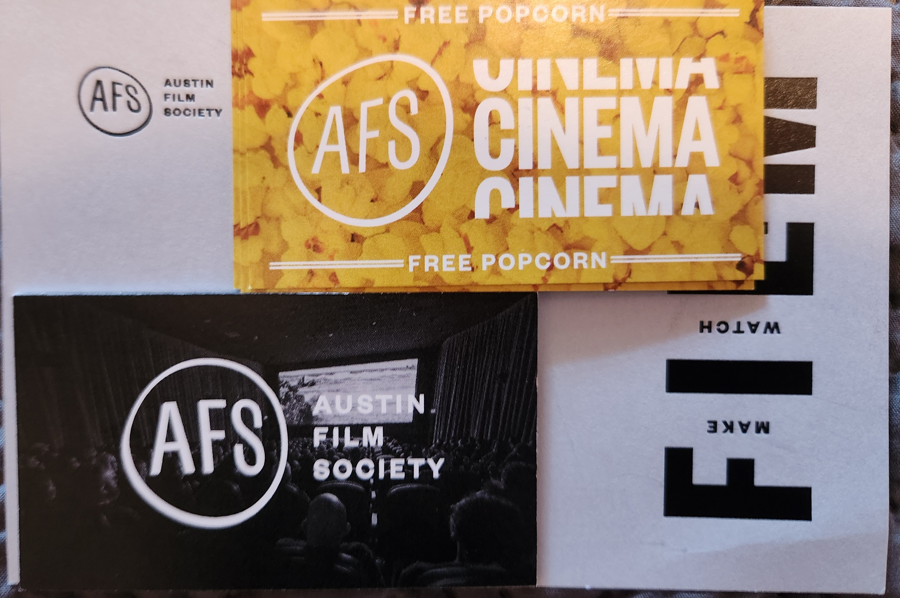 AFS
AUSTIN
FILM
SOCIETY
FREE POPCORN
AFS
CINEMA
CINEMA
CINEMA
FREE POPCORN
AFS
AUSTIN
FILM
SOCIETY
FILM
WATCH
MAKE